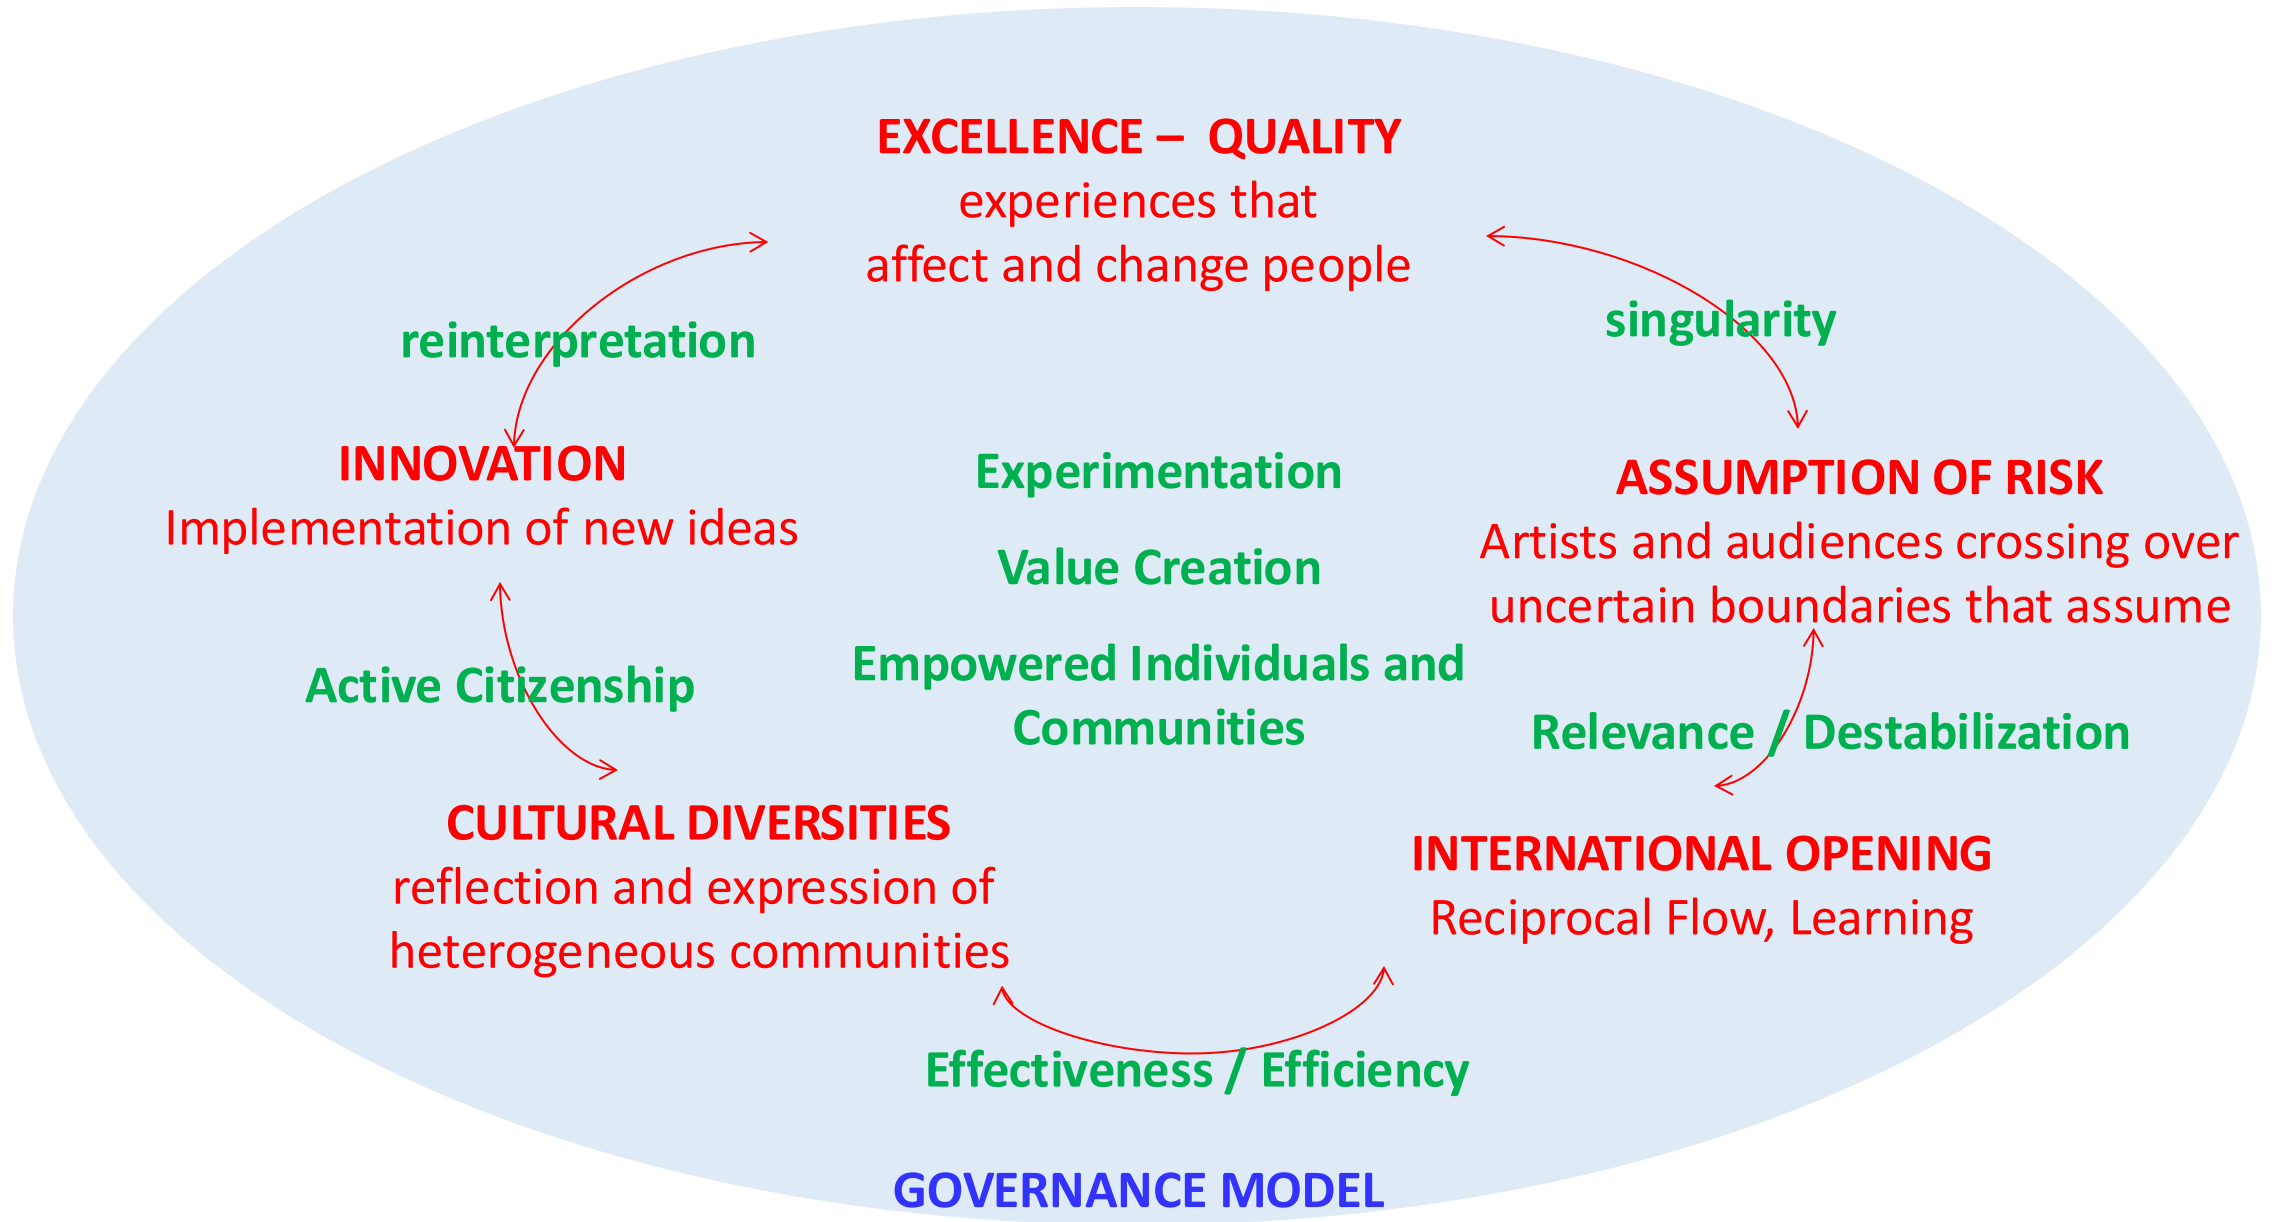 EXCELLENCE – QUALITY
experiences that
affect and change people
reinterpretation
singularity
INNOVATION
Implementation of new ideas
Experimentation
Value Creation
Empowered Individuals and
Communities
ASSUMPTION OF RISK
Artists and audiences crossing over
uncertain boundaries that assume
Active Citizenship
Relevance / Destabilization
CULTURAL DIVERSITIES
reflection and expression of
heterogeneous communities
INTERNATIONAL OPENING
Reciprocal Flow, Learning
Effectiveness / Efficiency
GOVERNANCE MODEL